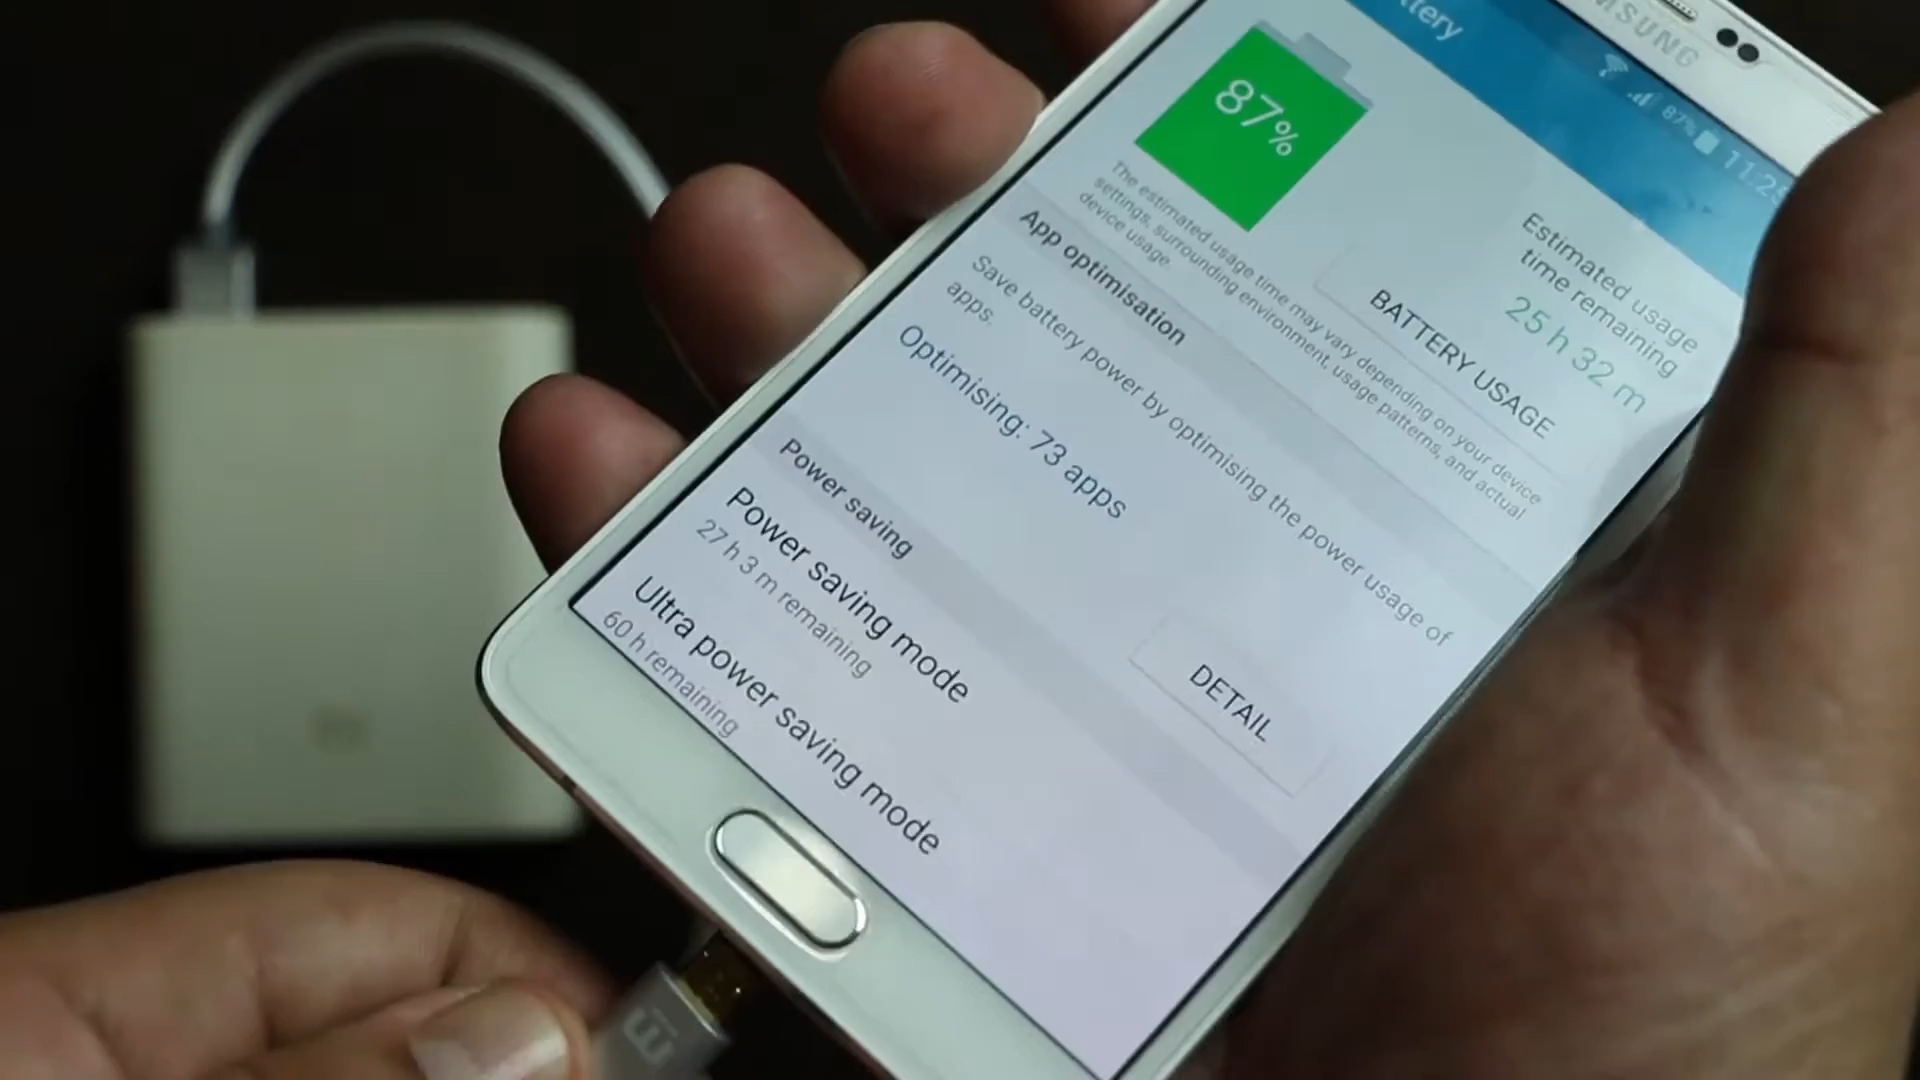 SAMSUNG
87% 11:25
Battery
87%
Estimated usage
time remaining
25 h 32 m
BATTERY USAGE
The estimated usage time may vary depending on your device
settings, surrounding environment, usage patterns, and actual
device usage.
App optimisation
Save battery power by optimising the power usage of
apps.
Optimising: 73 apps
DETAIL
Power saving
Power saving mode
27 h 3 m remaining
Ultra power saving mode
60 h remaining